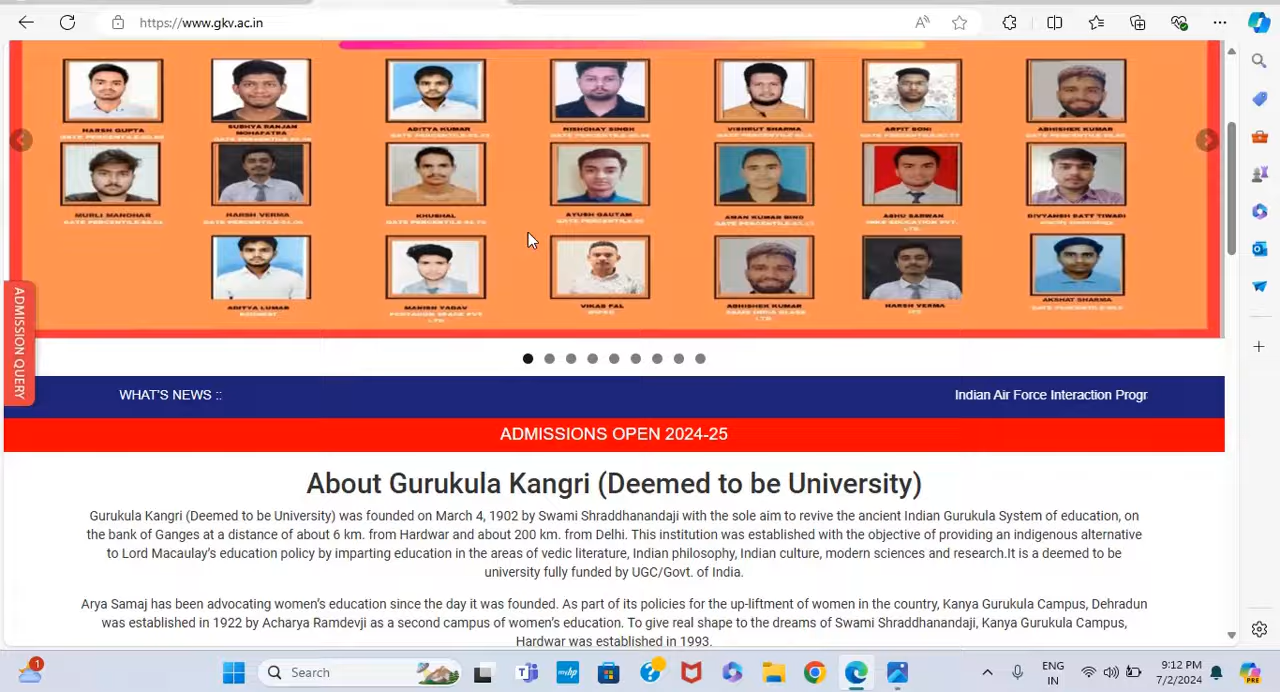 https://www.gkv.ac.in
HARSH GUPTA
SUDHYA RANJAN
MOHAPATRA
ADITYA KUMAR
NISHCHAY SINGH
VISHRUT SHARMA
ARPIT SONI
ABHISHEK KUMAR
GATE PERCENTILE
MURLI MANOHAR
HARSH VERMA
KHUSHAL
AYUSH GAUTAM
AMAN KUMAR BIND
ASHU SARWAN
DIVYANSH DATT TIWADI
ADITYA LUMAR
MANISH YADAV
VIKAS PAL
ABHISHEK KUMAR
HARSH VERMA
AKSHAT SHARMA
ADMISSION QUERY
WHAT'S NEWS ::
Indian Air Force Interaction Progr
ADMISSIONS OPEN 2024-25
About Gurukula Kangri (Deemed to be University)
Gurukula Kangri (Deemed to be University) was founded on March 4, 1902 by Swami Shraddhanandaji with the sole aim to revive the ancient Indian Gurukula System of education, on
the bank of Ganges at a distance of about 6 km. from Hardwar and about 200 km. from Delhi. This institution was established with the objective of providing an indigenous alternative
to Lord Macaulay's education policy by imparting education in the areas of vedic literature, Indian philosophy, Indian culture, modern sciences and research.It is a deemed to be
university fully funded by UGC/Govt. of India.
Arya Samaj has been advocating women's education since the day it was founded. As part of its policies for the up-liftment of women in the country, Kanya Gurukula Campus, Dehradun
was established in 1922 by Acharya Ramdevji as a second campus of women's education. To give real shape to the dreams of Swami Shraddhanandaji, Kanya Gurukula Campus,
Hardwar was established in 1993.
1
Search
myhp
ENG
IN
9:12 PM
7/2/2024
PRE